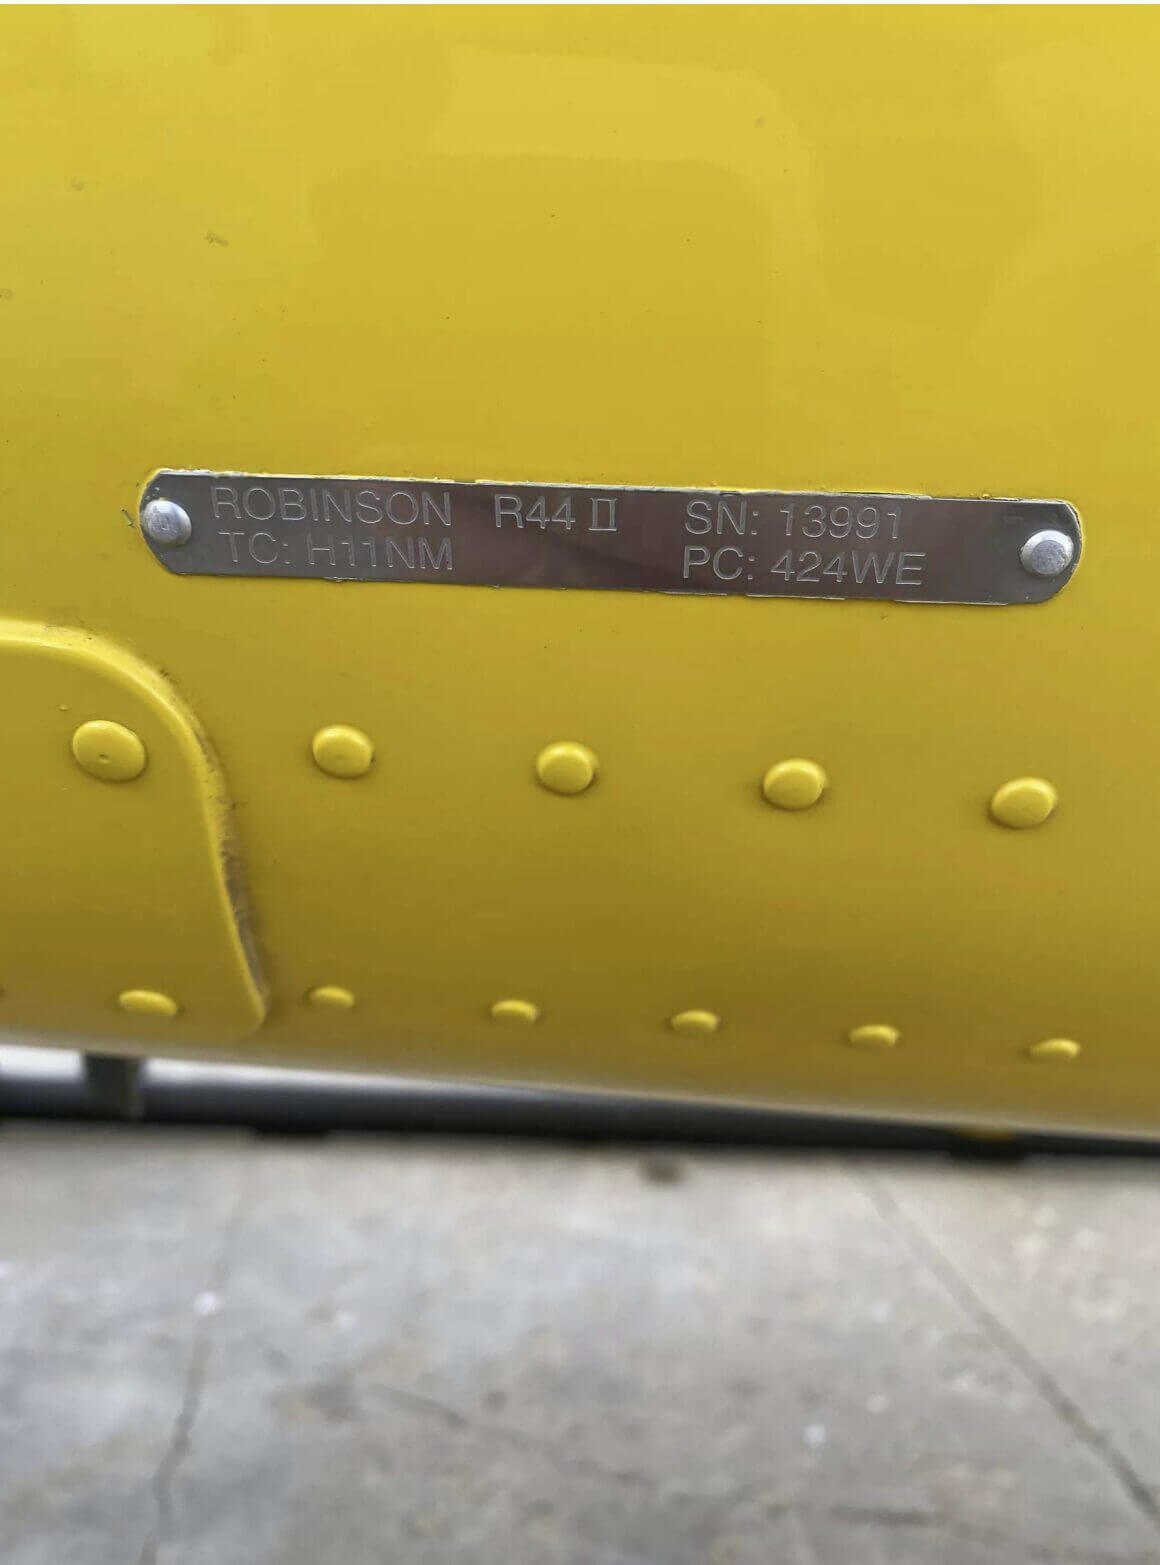 ROBINSON R44 II SN: 13991
TC: H11NM PC: 424WE